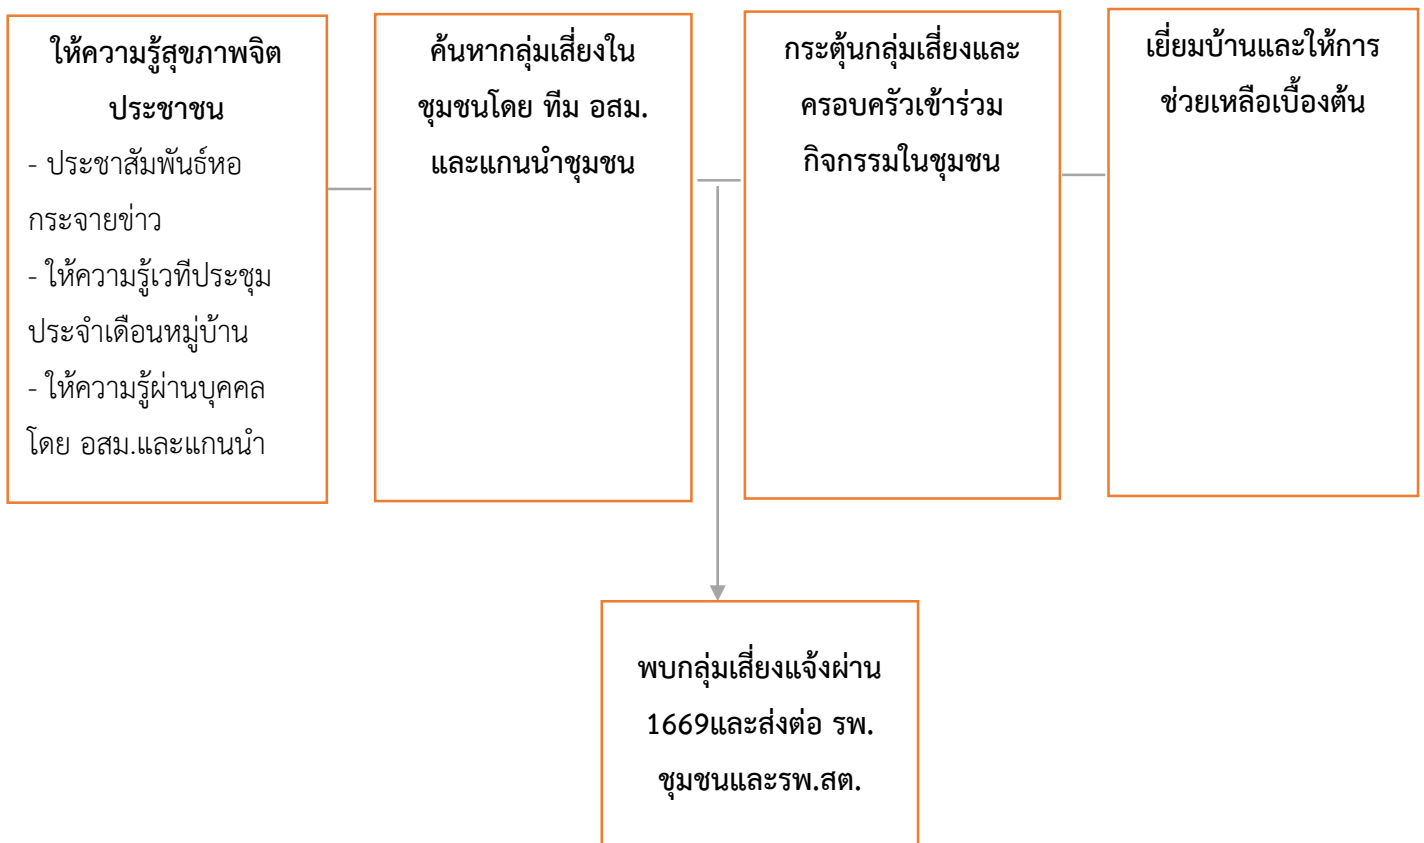 ให้ความรู้สุขภาพจิต
ประชาชน
- ประชาสัมพันธ์หอ
กระจายข่าว
- ให้ความรู้เวทีประชุม
ประจำเดือนหมู่บ้าน
- ให้ความรู้ผ่านบุคคล
โดย อสม.และแกนนำ
ค้นหากลุ่มเสี่ยงใน
ชุมชนโดย ทีม อสม.
และแกนนำชุมชน
กระตุ้นกลุ่มเสี่ยงและ
ครอบครัวเข้าร่วม
กิจกรรมในชุมชน
เยี่ยมบ้านและให้การ
ช่วยเหลือเบื้องต้น
พบกลุ่มเสี่ยงแจ้งผ่าน
1669และส่งต่อ รพ.
ชุมชนและรพ.สต.